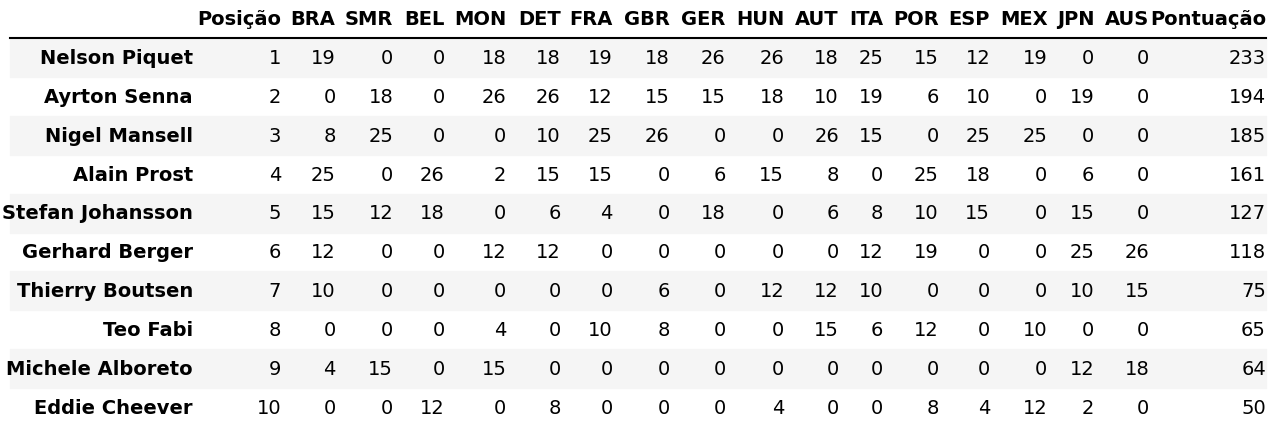 Posição BRA SMR BEL MON DET FRA GBR GER HUN AUT ITA POR ESP MEX JPN AUS Pontuação
Nelson Piquet 1 19 0 0 18 18 19 18 26 26 18 25 15 12 19 0 0 233
Ayrton Senna 2 0 18 0 26 26 12 15 15 18 10 19 6 10 0 19 0 194
Nigel Mansell 3 8 25 0 0 10 25 26 0 0 26 15 0 25 25 0 0 185
Alain Prost 4 25 0 26 2 15 15 0 6 15 8 0 25 18 0 6 0 161
Stefan Johansson 5 15 12 18 0 6 4 0 18 0 6 8 10 15 0 15 0 127
Gerhard Berger 6 12 0 0 12 12 0 0 0 0 0 12 19 0 0 25 26 118
Thierry Boutsen 7 10 0 0 0 0 0 6 0 12 12 10 0 0 0 10 15 75
Teo Fabi 8 0 0 0 4 0 10 8 0 0 15 6 12 0 10 0 0 65
Michele Alboreto 9 4 15 0 15 0 0 0 0 0 0 0 0 0 0 12 18 64
Eddie Cheever 10 0 0 12 0 8 0 0 0 4 0 0 8 4 12 2 0 50